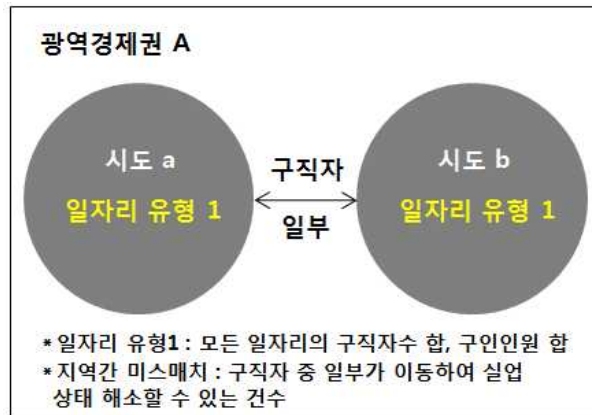 광역경제권 A
시도 a
일자리 유형 1
구직자
일부
시도 b
일자리 유형 1
* 일자리 유형1 : 모든 일자리의 구직자수 합, 구인인원 합
* 지역간 미스매치 : 구직자 중 일부가 이동하여 실업
상태 해소할 수 있는 건수